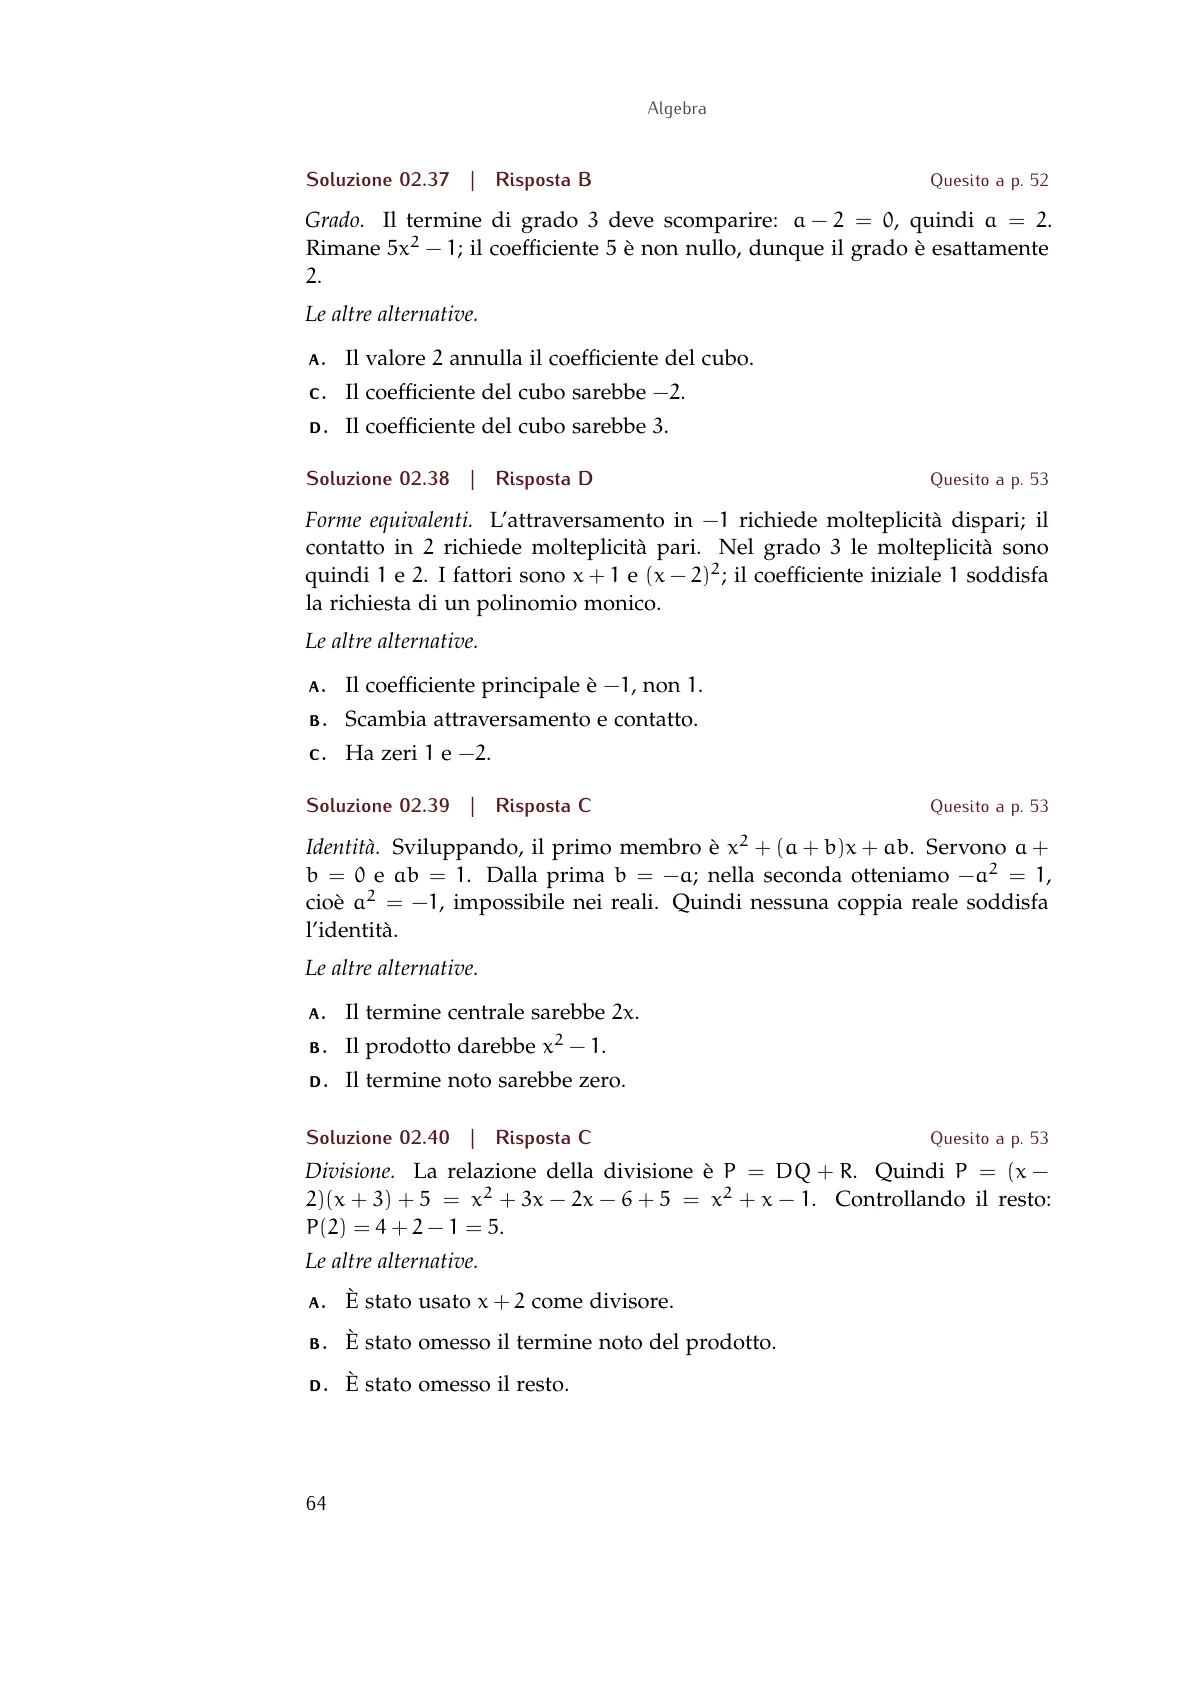 Algebra
Soluzione 02.37 | Risposta B Quesito a p. 52
Grado. Il termine di grado 3 deve scomparire: a − 2 = 0, quindi a = 2.
Rimane 5x² − 1; il coefficiente 5 è non nullo, dunque il grado è esattamente
2.
Le altre alternative.
A. Il valore 2 annulla il coefficiente del cubo.
C. Il coefficiente del cubo sarebbe −2.
D. Il coefficiente del cubo sarebbe 3.
Soluzione 02.38 | Risposta D Quesito a p. 53
Forme equivalenti. L’attraversamento in −1 richiede molteplicità dispari; il
contatto in 2 richiede molteplicità pari. Nel grado 3 le molteplicità sono
quindi 1 e 2. I fattori sono x + 1 e (x − 2)²; il coefficiente iniziale 1 soddisfa
la richiesta di un polinomio monico.
Le altre alternative.
A. Il coefficiente principale è −1, non 1.
B. Scambia attraversamento e contatto.
C. Ha zeri 1 e −2.
Soluzione 02.39 | Risposta C Quesito a p. 53
Identità. Sviluppando, il primo membro è x² + (a + b)x + ab. Servono a +
b = 0 e ab = 1. Dalla prima b = −a; nella seconda otteniamo −a² = 1,
cioè a² = −1, impossibile nei reali. Quindi nessuna coppia reale soddisfa
l’identità.
Le altre alternative.
A. Il termine centrale sarebbe 2x.
B. Il prodotto darebbe x² − 1.
D. Il termine noto sarebbe zero.
Soluzione 02.40 | Risposta C Quesito a p. 53
Divisione. La relazione della divisione è P = DQ + R. Quindi P = (x −
2)(x + 3) + 5 = x² + 3x − 2x − 6 + 5 = x² + x − 1. Controllando il resto:
P(2) = 4 + 2 − 1 = 5.
Le altre alternative.
A. È stato usato x + 2 come divisore.
B. È stato omesso il termine noto del prodotto.
D. È stato omesso il resto.
64